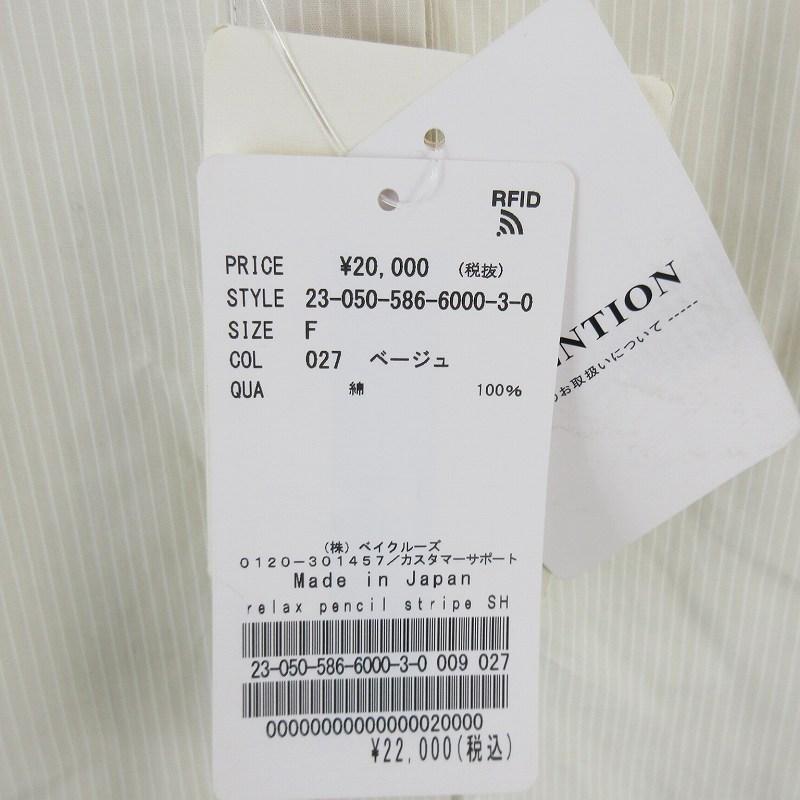 RFID
PRICE ¥20,000 (税抜)
STYLE 23-050-586-6000-3-0
SIZE F
COL 027 ベージュ
QUA 綿 100%
(株) ベイクルーズ
0120-301457/カスタマーサポート
Made in Japan
relax pencil stripe SH
23-050-586-6000-3-0 009 027
00000000000000020000
¥22,000(税込)
NTION
お取扱いについて -----